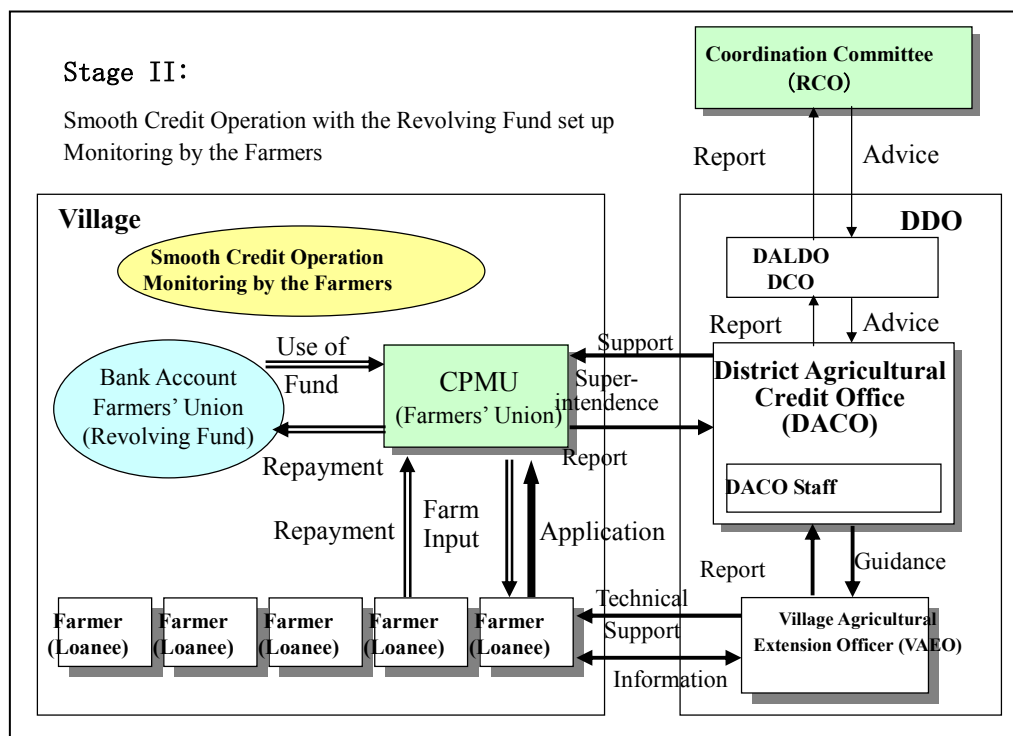 Stage II:
Smooth Credit Operation with the Revolving Fund set up
Monitoring by the Farmers
Coordination Committee
(RCO)
Report
Advice
Village
DDO
Smooth Credit Operation
Monitoring by the Farmers
DALDO
DCO
Report
Advice
Use of
Fund
Bank Account
Farmers' Union
(Revolving Fund)
Repayment
CPMU
(Farmers' Union)
Support
Super-
intendence
Report
District Agricultural
Credit Office
(DACO)
DACO Staff
Repayment
Farm
Input
Application
Report
Guidance
Farmer
(Loanee)
Farmer
(Loanee)
Farmer
(Loanee)
Farmer
(Loanee)
Farmer
(Loanee)
Technical
Support
Information
Village Agricultural
Extension Officer (VAEO)